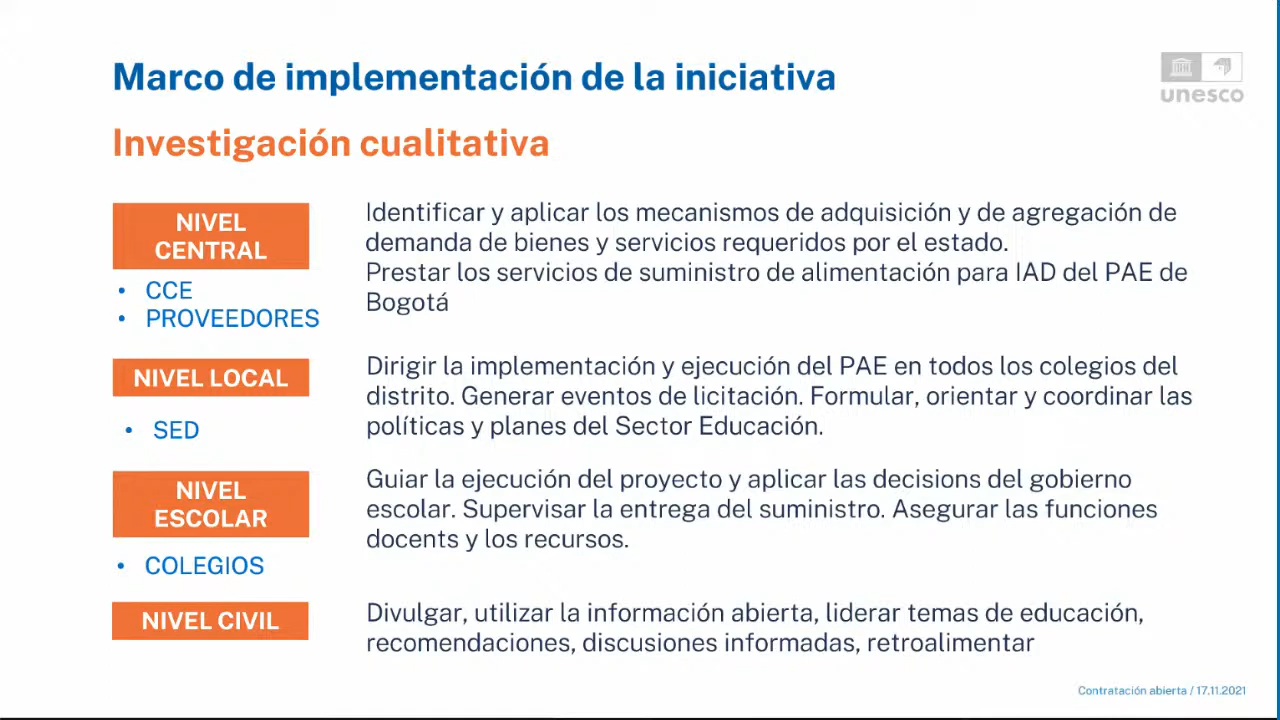 Marco de implementación de la iniciativa
unesco
Investigación cualitativa
NIVEL
CENTRAL
• CCE
• PROVEEDORES
Identificar y aplicar los mecanismos de adquisición y de agregación de
demanda de bienes y servicios requeridos por el estado.
Prestar los servicios de suministro de alimentación para IAD del PAE de
Bogotá
NIVEL LOCAL
• SED
Dirigir la implementación y ejecución del PAE en todos los colegios del
distrito. Generar eventos de licitación. Formular, orientar y coordinar las
políticas y planes del Sector Educación.
NIVEL
ESCOLAR
• COLEGIOS
Guiar la ejecución del proyecto y aplicar las decisions del gobierno
escolar. Supervisar la entrega del suministro. Asegurar las funciones
docents y los recursos.
NIVEL CIVIL
Divulgar, utilizar la información abierta, liderar temas de educación,
recomendaciones, discusiones informadas, retroalimentar
Contratación abierta / 17.11.2021